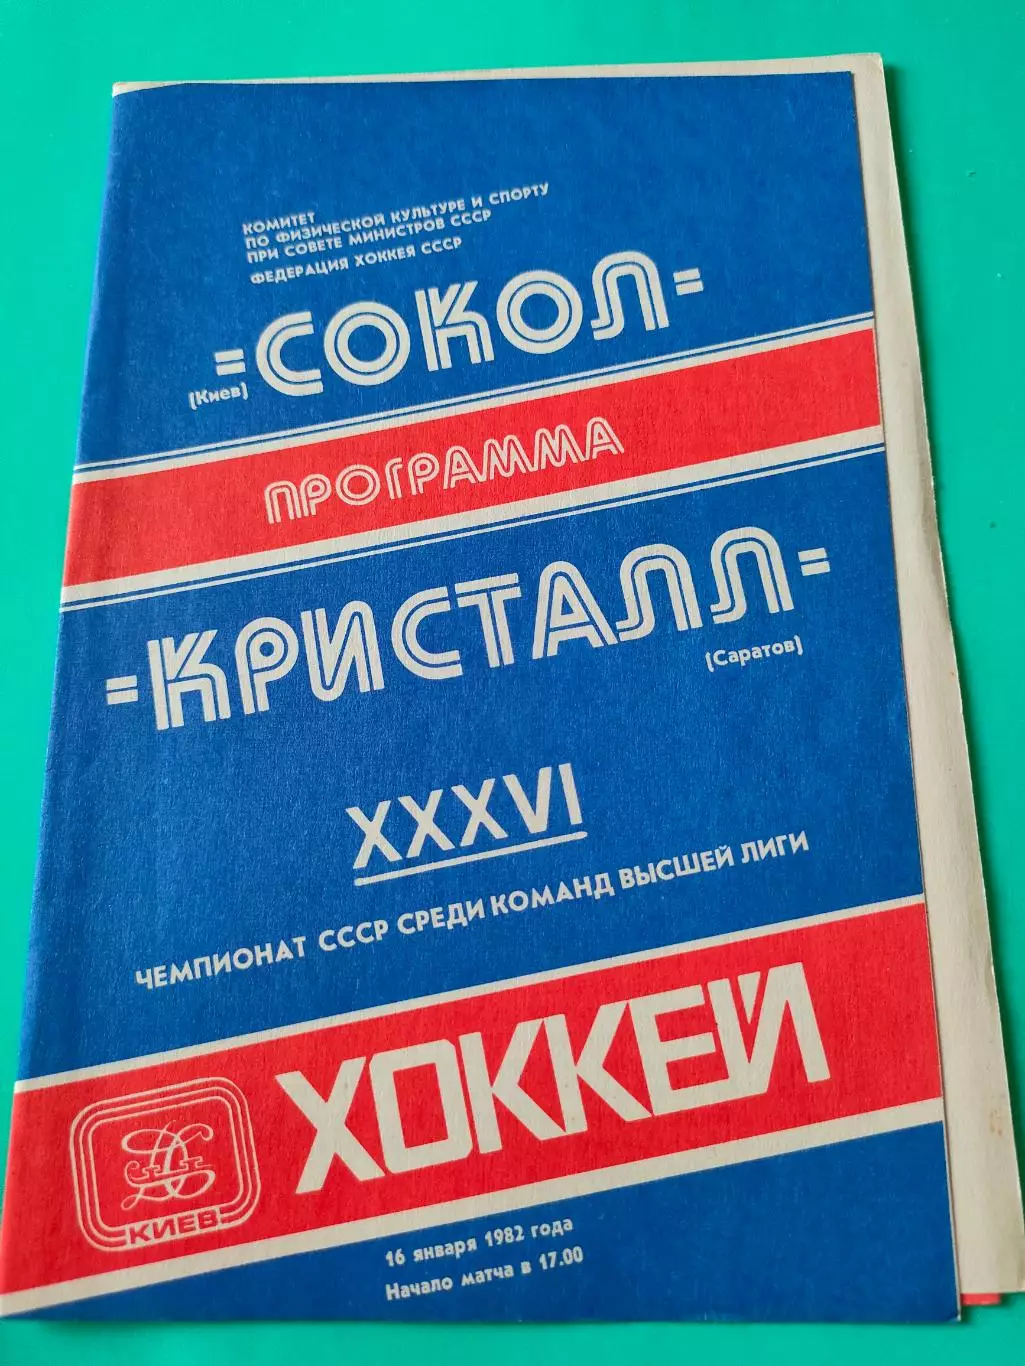 КОМИТЕТ
ПО ФИЗИЧЕСКОЙ КУЛЬТУРЕ И СПОРТУ
ПРИ СОВЕТЕ МИНИСТРОВ СССР
ФЕДЕРАЦИЯ ХОККЕЯ СССР
=СОКОЛ=
(Киев)
ПРОГРАММА
=КРИСТАЛЛ=
(Саратов)
XXXVI
ЧЕМПИОНАТ СССР СРЕДИ КОМАНД ВЫСШЕЙ ЛИГИ
ХОККЕЙ
КИЕВ
16 января 1982 года
Начало матча в 17.00